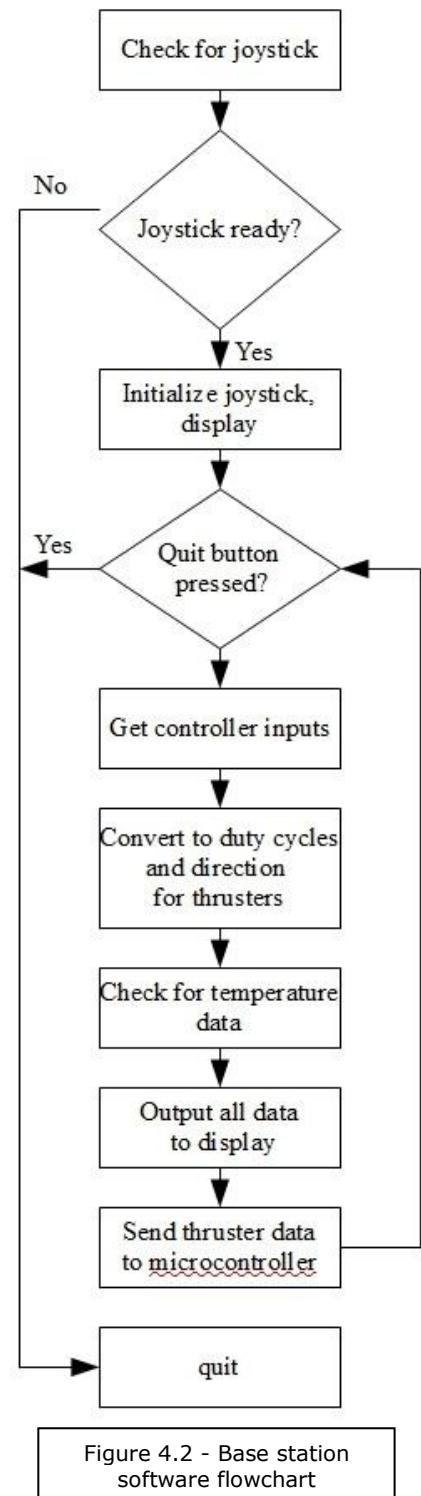 Check for joystick
No
Joystick ready?
Yes
Initialize joystick,
display
Yes
Quit button
pressed?
Get controller inputs
Convert to duty cycles
and direction
for thrusters
Check for temperature
data
Output all data
to display
Send thruster data
to microcontroller
quit
Figure 4.2 - Base station
software flowchart